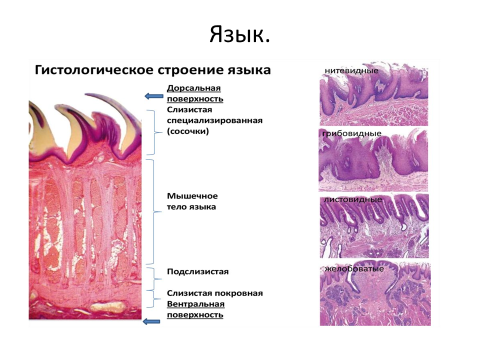 Язык.
Гистологическое строение языка
Дорсальная
поверхность
Слизистая
специализированная
(сосочки)
Мышечное
тело языка
Подслизистая
Слизистая покровная
Вентральная
поверхность
нитевидные
грибовидные
листовидные
желобоватые